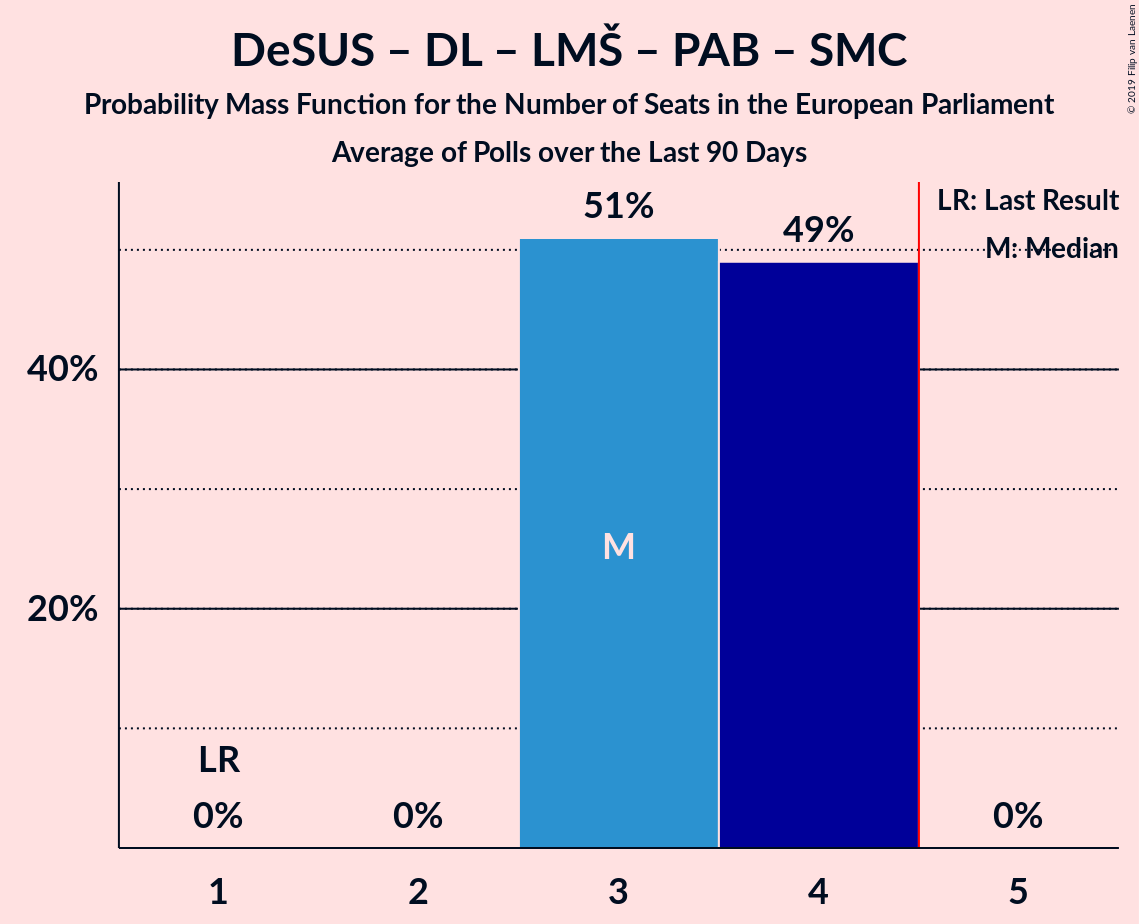 DeSUS – DL – LMŠ – PAB – SMC
Probability Mass Function for the Number of Seats in the European Parliament
Average of Polls over the Last 90 Days
© 2019 Filip van Laenen
LR: Last Result
M: Median
51%
49%
40%
20%
M
LR
0%
0%
0%
1
2
3
4
5